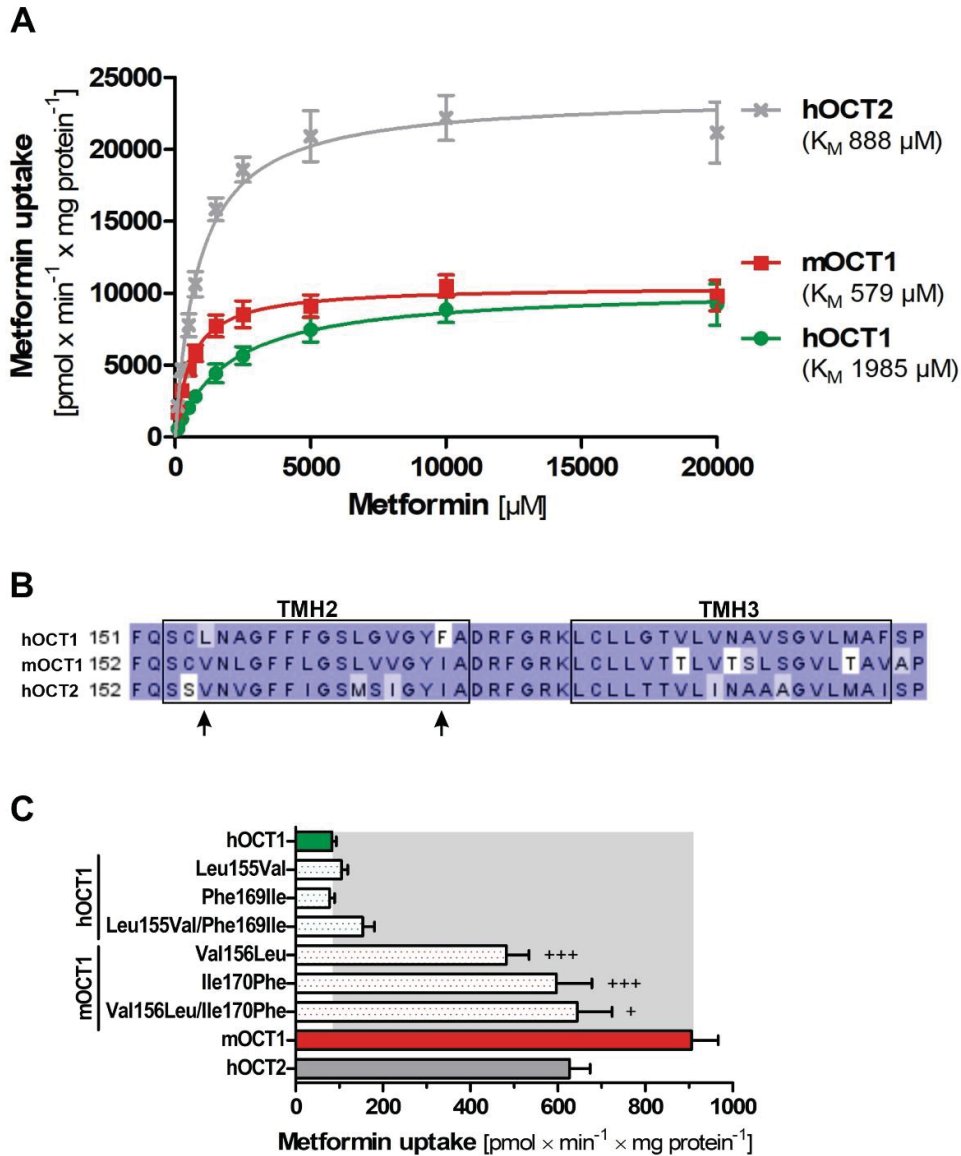 A
Metformin uptake
[pmol x min⁻¹ x mg protein⁻¹]
25000
20000
15000
10000
5000
0
0 5000 10000 15000 20000
Metformin [µM]
hOCT2
(K_M 888 µM)
mOCT1
(K_M 579 µM)
hOCT1
(K_M 1985 µM)
B
TMH2 TMH3
hOCT1 151 FQSCLNAGFFFGSLGVGYFADRFGRKLCLLGTVLVNAVSGVLMAFSP
mOCT1 152 FQSCVNLGFFLGSLVVGYIADRFGRKLCLLVTTLVTSLSGVLTAVAP
hOCT2 152 FQSSVNVGFFIGSMSIGYIADRFGRKLCLLTTVLINAAAGVLMAISP
C
hOCT1
hOCT1
Leu155Val
Phe169Ile
Leu155Val/Phe169Ile
mOCT1
Val156Leu +++
Ile170Phe +++
Val156Leu/Ile170Phe +
mOCT1
hOCT2
0 200 400 600 800 1000
Metformin uptake [pmol × min⁻¹ × mg protein⁻¹]